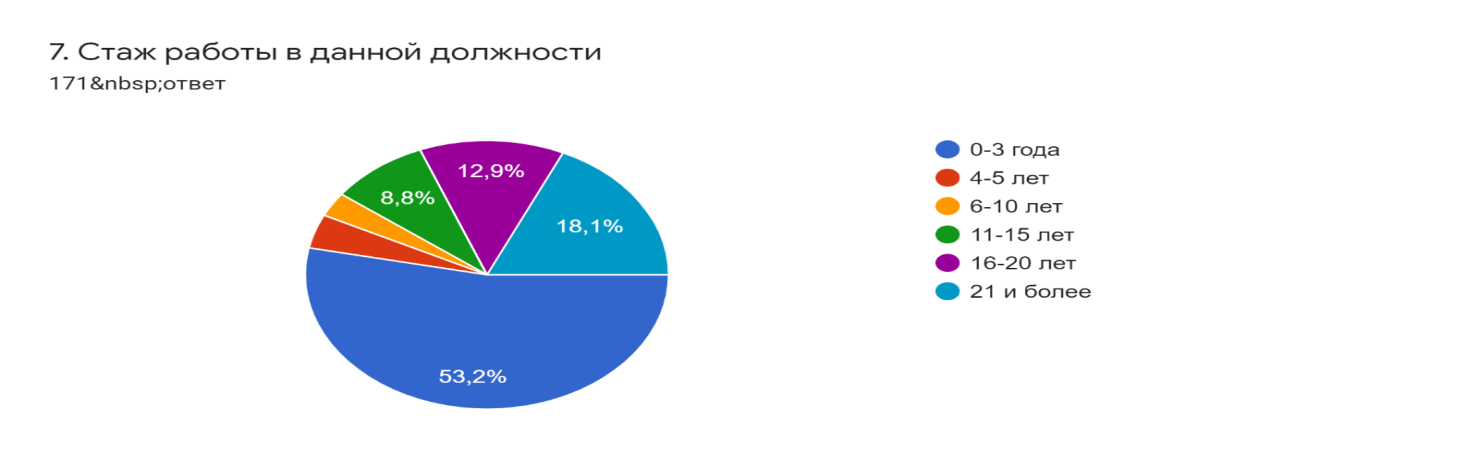 7. Стаж работы в данной должности
171&nbsp;ответ
12,9%
8,8%
18,1%
53,2%
0-3 года
4-5 лет
6-10 лет
11-15 лет
16-20 лет
21 и более